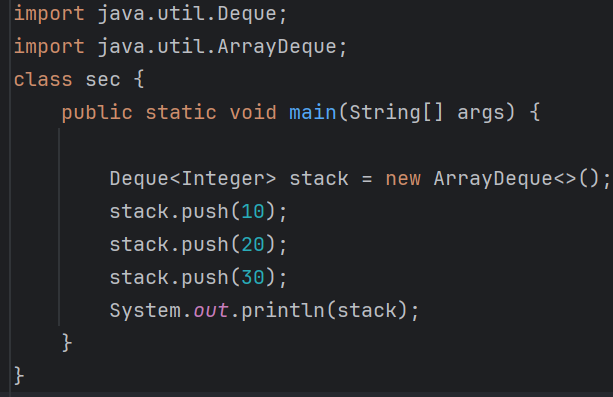 import java.util.Deque;
import java.util.ArrayDeque;
class sec {
    public static void main(String[] args) {

        Deque<Integer> stack = new ArrayDeque<>();
        stack.push(10);
        stack.push(20);
        stack.push(30);
        System.out.println(stack);
    }
}